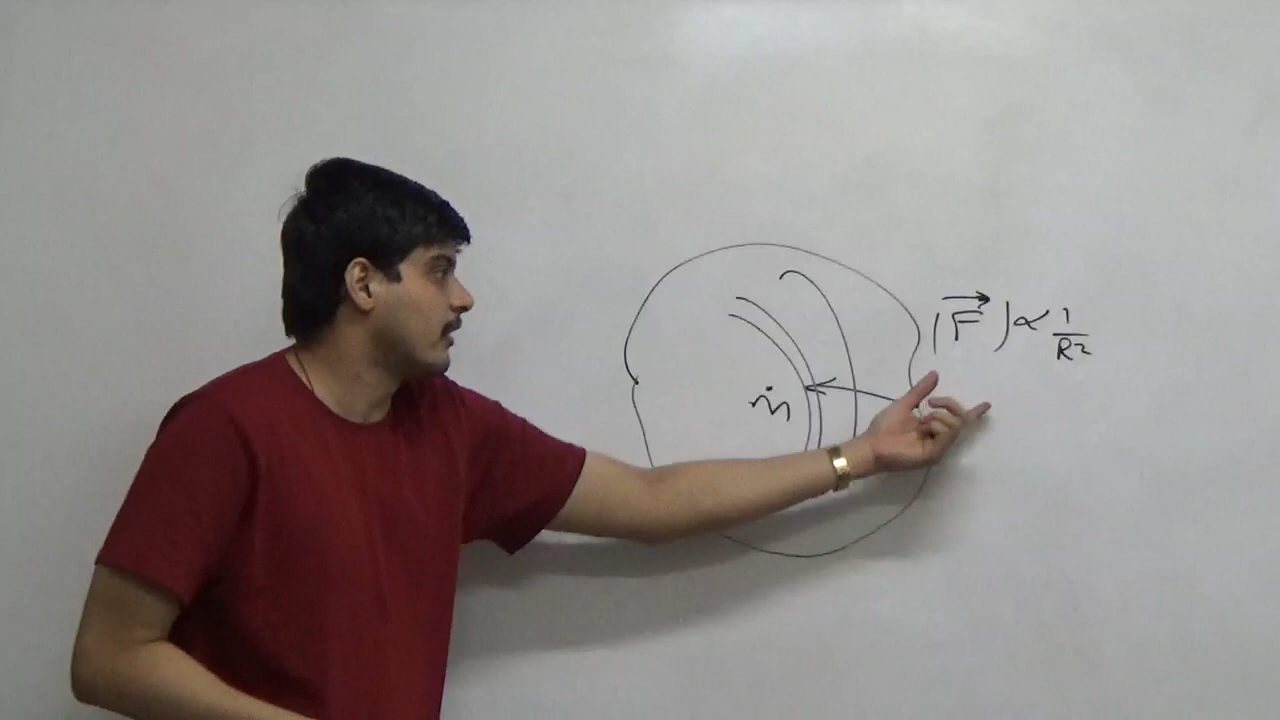 |F⃗| ∝ 1/R²
ṁ